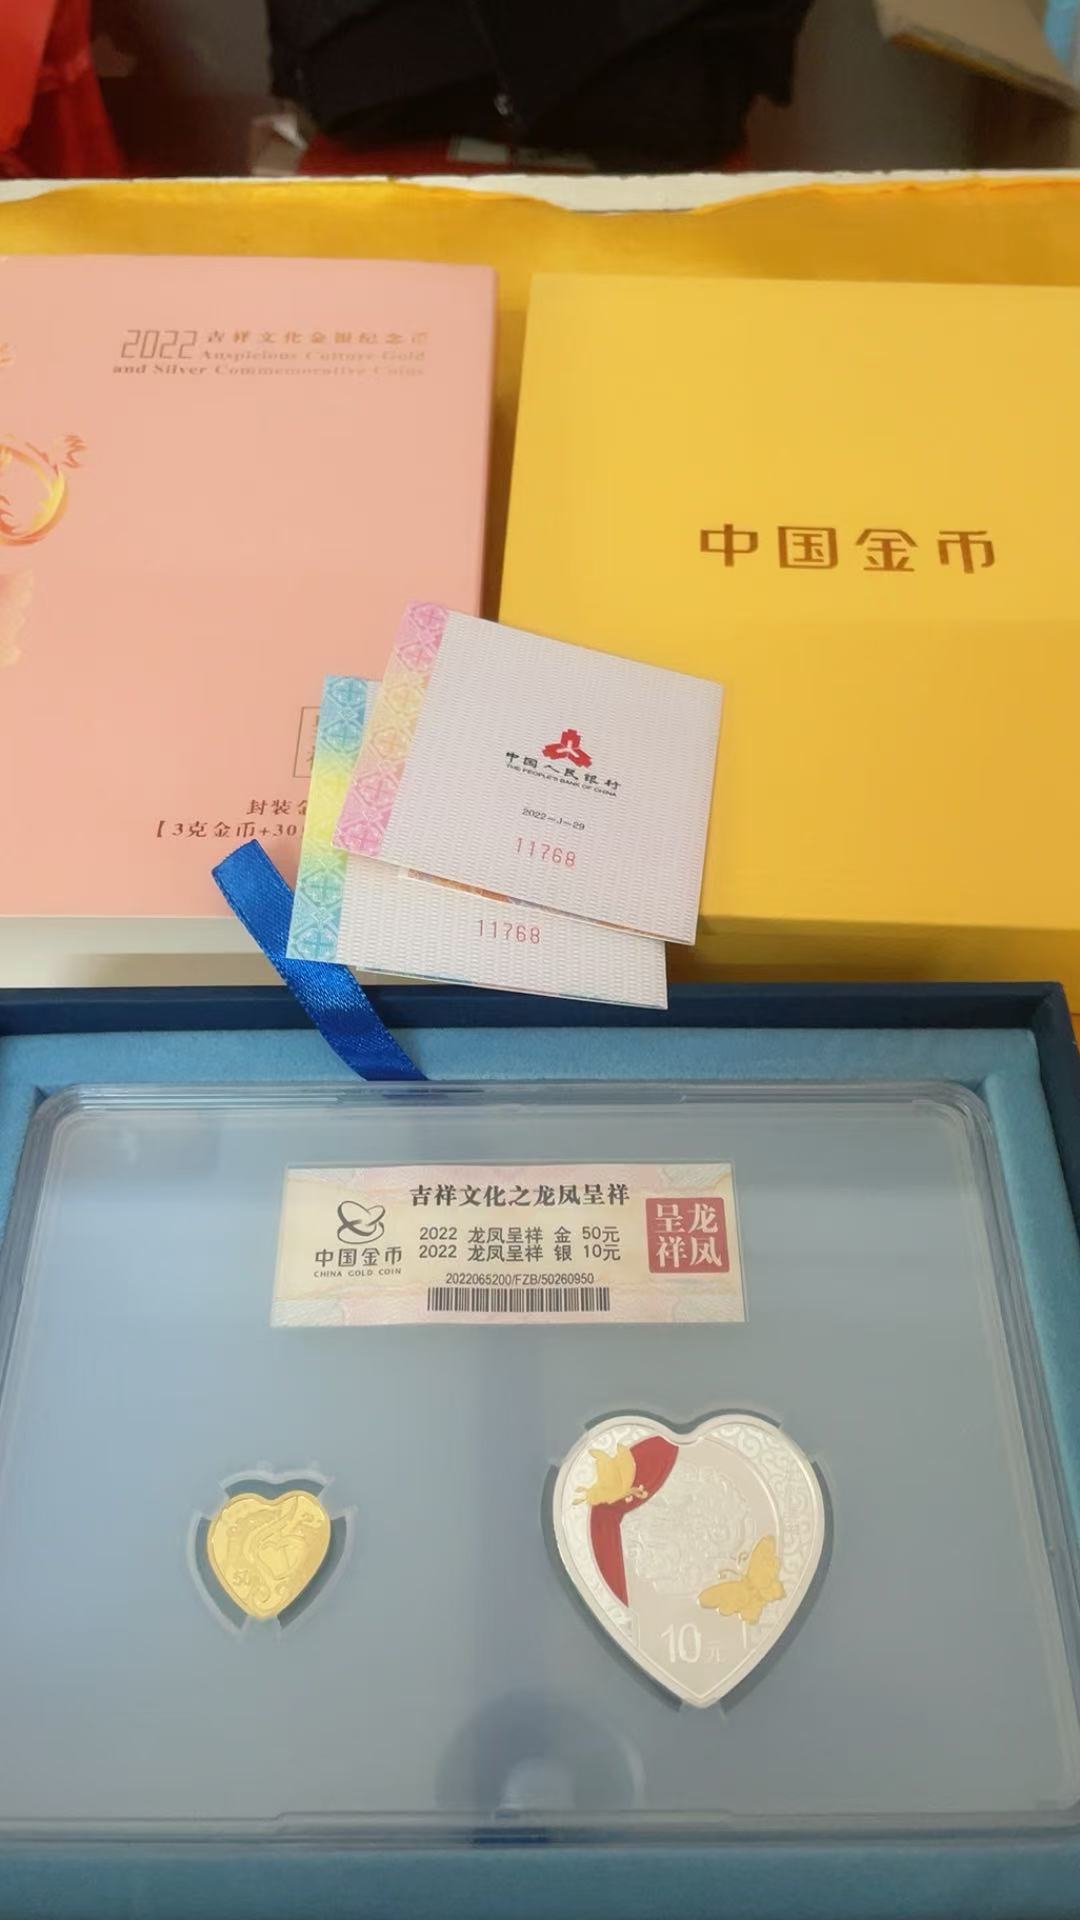 2022 吉祥文化金银纪念币
Auspicious Culture Gold
and Silver Commemorative Coins
封装金
【3克金币+30
中国金币
中国人民银行
THE PEOPLE'S BANK OF CHINA
2022-J-29
11768
11768
吉祥文化之龙凤呈祥
2022 龙凤呈祥 金 50元
2022 龙凤呈祥 银 10元
中国金币
CHINA GOLD COIN
2022065200/FZB/50260950
龙凤
呈祥
50
10元